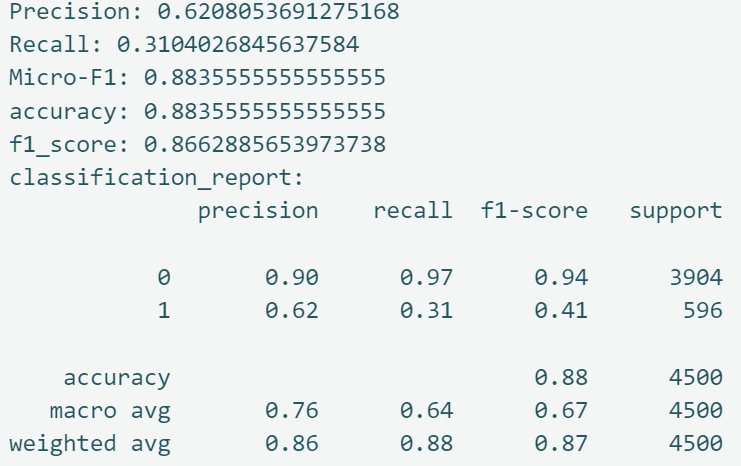 Precision: 0.6208053691275168
Recall: 0.3104026845637584
Micro-F1: 0.8835555555555555
accuracy: 0.8835555555555555
f1_score: 0.8662885653973738
classification_report:
              precision    recall  f1-score   support

           0       0.90      0.97      0.94      3904
           1       0.62      0.31      0.41       596

    accuracy                           0.88      4500
   macro avg       0.76      0.64      0.67      4500
weighted avg       0.86      0.88      0.87      4500